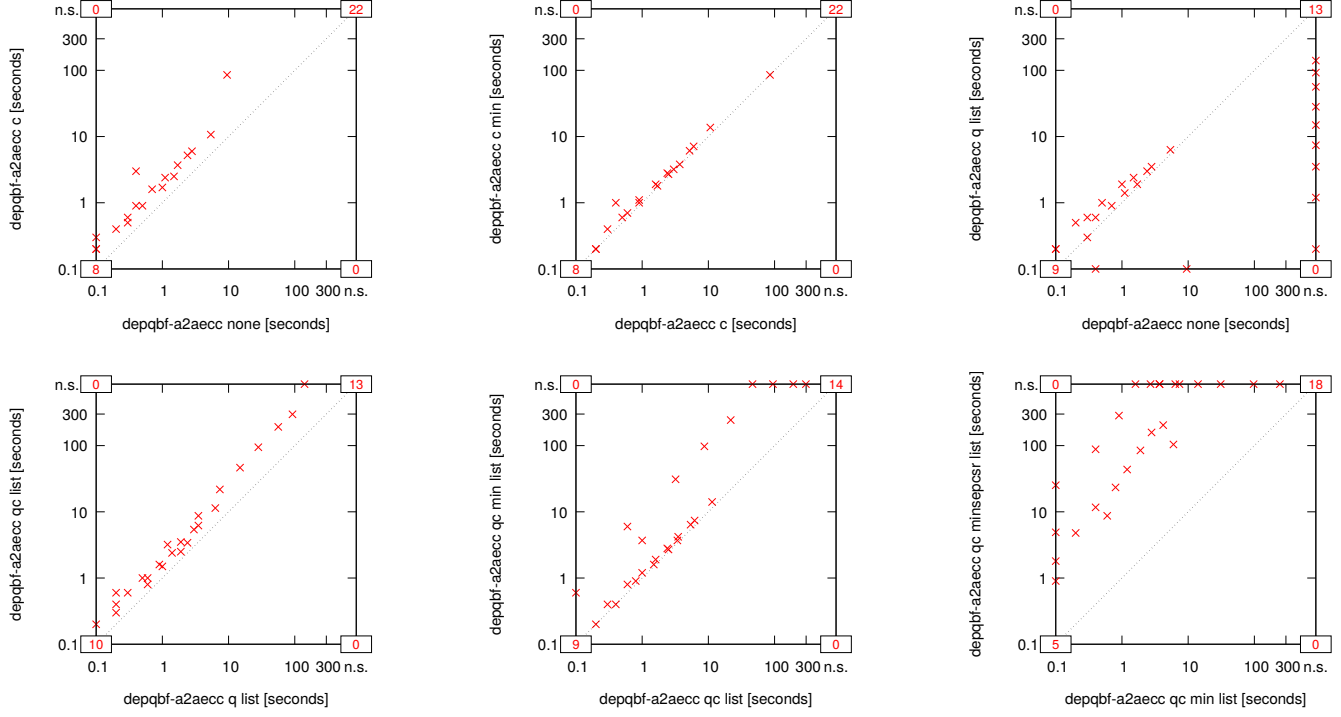 n.s. 0 22
300
100
10
1
0.1 8 0
0.1 1 10 100 300 n.s.
depqbf-a2aecc c [seconds]
depqbf-a2aecc none [seconds]
n.s. 0 22
300
100
10
1
0.1 8 0
0.1 1 10 100 300 n.s.
depqbf-a2aecc c min [seconds]
depqbf-a2aecc c [seconds]
n.s. 0 13
300
100
10
1
0.1 9 0
0.1 1 10 100 300 n.s.
depqbf-a2aecc q list [seconds]
depqbf-a2aecc none [seconds]
n.s. 0 13
300
100
10
1
0.1 10 0
0.1 1 10 100 300 n.s.
depqbf-a2aecc qc list [seconds]
depqbf-a2aecc q list [seconds]
n.s. 0 14
300
100
10
1
0.1 9 0
0.1 1 10 100 300 n.s.
depqbf-a2aecc qc min list [seconds]
depqbf-a2aecc qc list [seconds]
n.s. 0 18
300
100
10
1
0.1 5 0
0.1 1 10 100 300 n.s.
depqbf-a2aecc qc minsepcsr list [seconds]
depqbf-a2aecc qc min list [seconds]